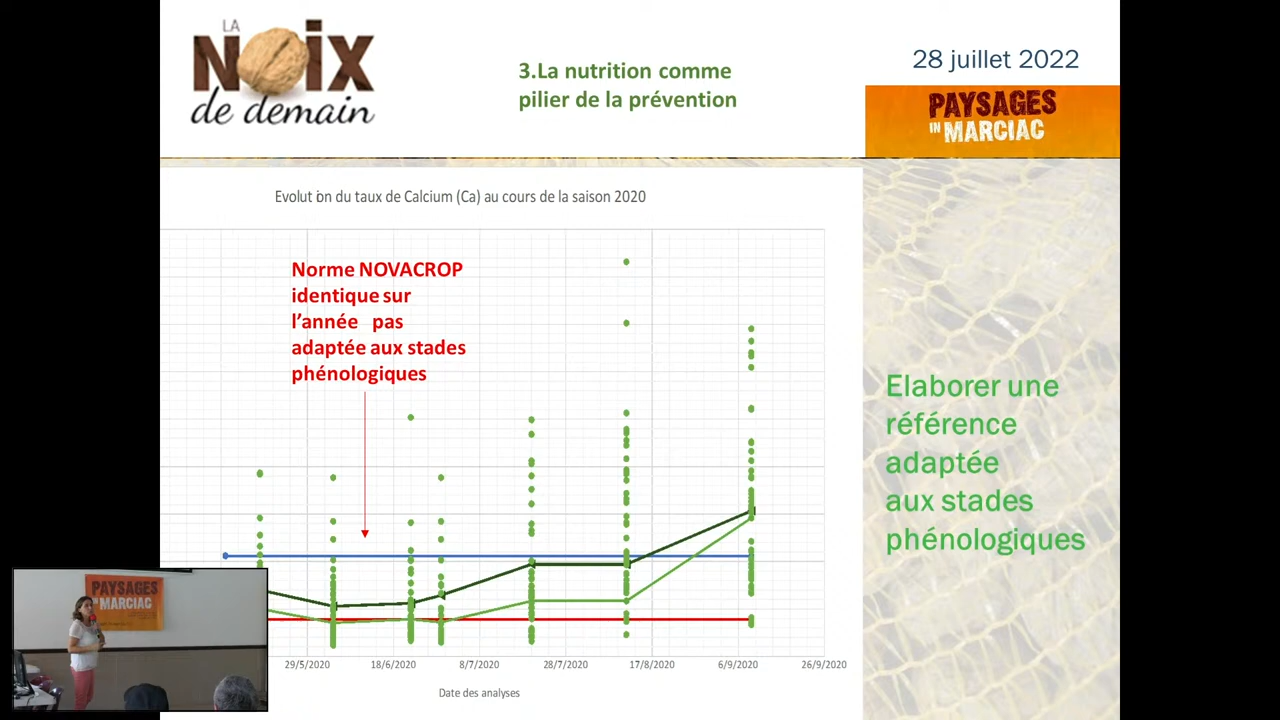 LA
NOIX
de demain
3.La nutrition comme
pilier de la prévention
28 juillet 2022
PAYSAGES
IN MARCIAC
Evolution du taux de Calcium (Ca) au cours de la saison 2020
Norme NOVACROP
identique sur
l'année pas
adaptée aux stades
phénologiques
Elaborer une
référence
adaptée
aux stades
phénologiques
PAYSAGES
IN MARCIAC
29/5/2020 18/6/2020 8/7/2020 28/7/2020 17/8/2020 6/9/2020 26/9/2020
Date des analyses